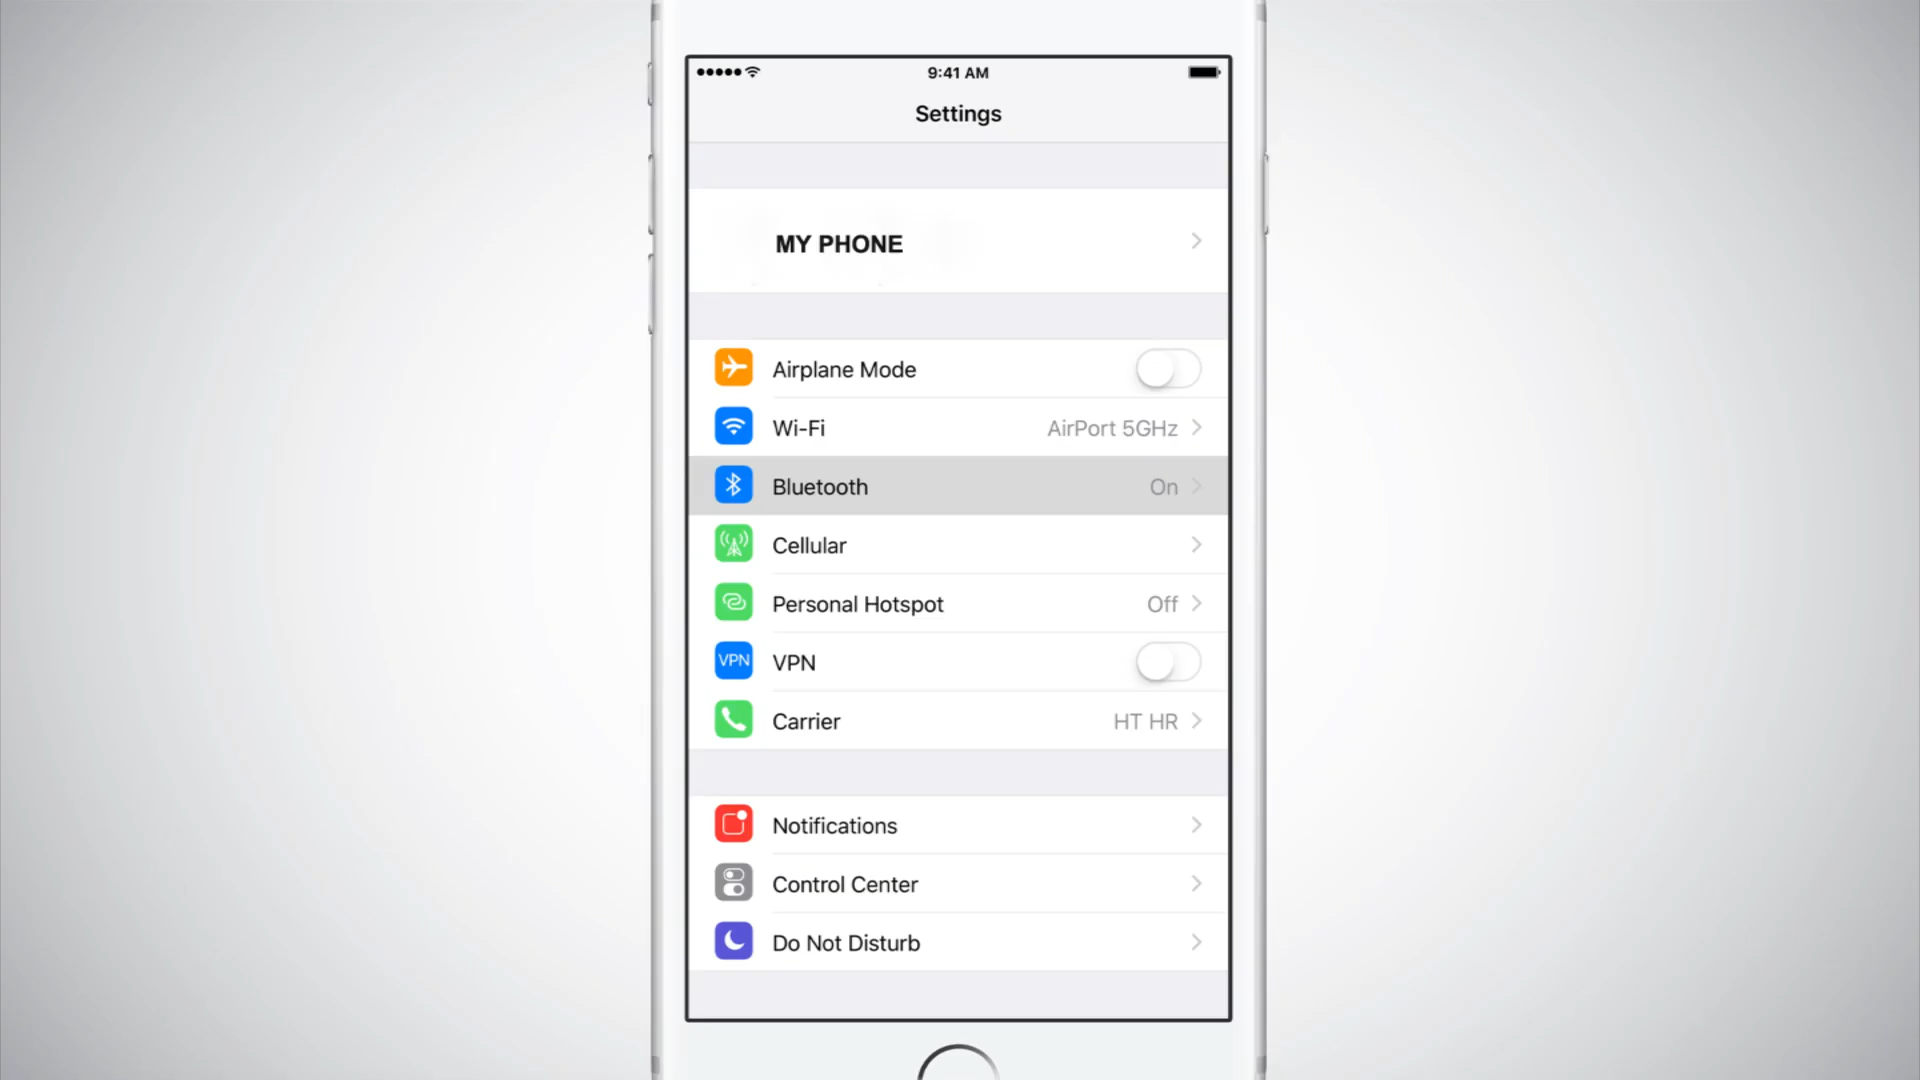 9:41 AM
Settings
MY PHONE
Airplane Mode
Wi-Fi AirPort 5GHz
Bluetooth On
Cellular
Personal Hotspot Off
VPN VPN
Carrier HT HR
Notifications
Control Center
Do Not Disturb